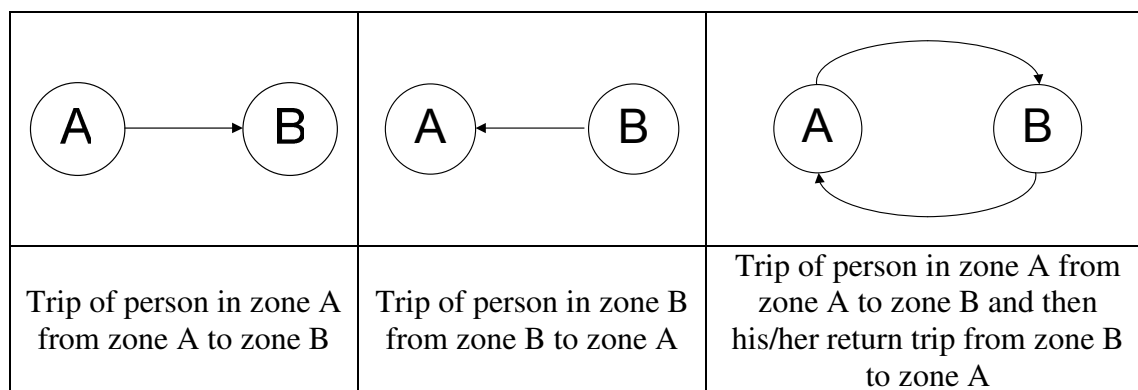 A
B
A
B
A
B
Trip of person in zone A
from zone A to zone B
Trip of person in zone B
from zone B to zone A
Trip of person in zone A from
zone A to zone B and then
his/her return trip from zone B
to zone A